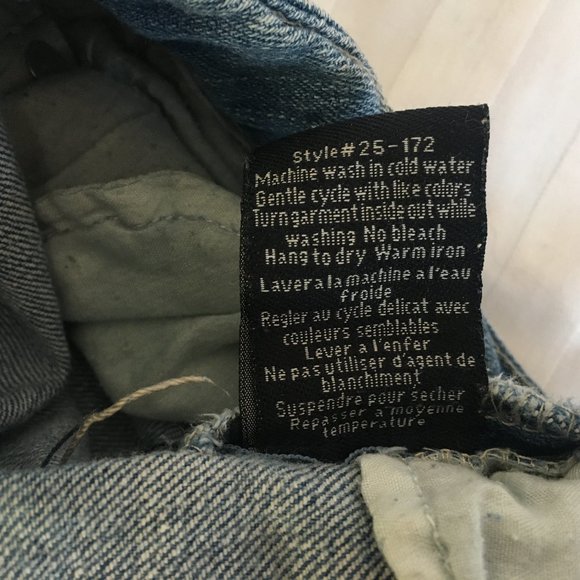 Style# 25-172
Machine wash in cold water
Gentle cycle with like colors
Turn garment inside out while
washing No bleach
Hang to dry Warm iron
Laver a la machine a l'eau
froide
Regler au cycle delicat avec
couleurs semblables
Lever a l'enfer
Ne pas utiliser d'agent de
blanchiment
Suspendre pour secher
Repasser a moyenne
temperature